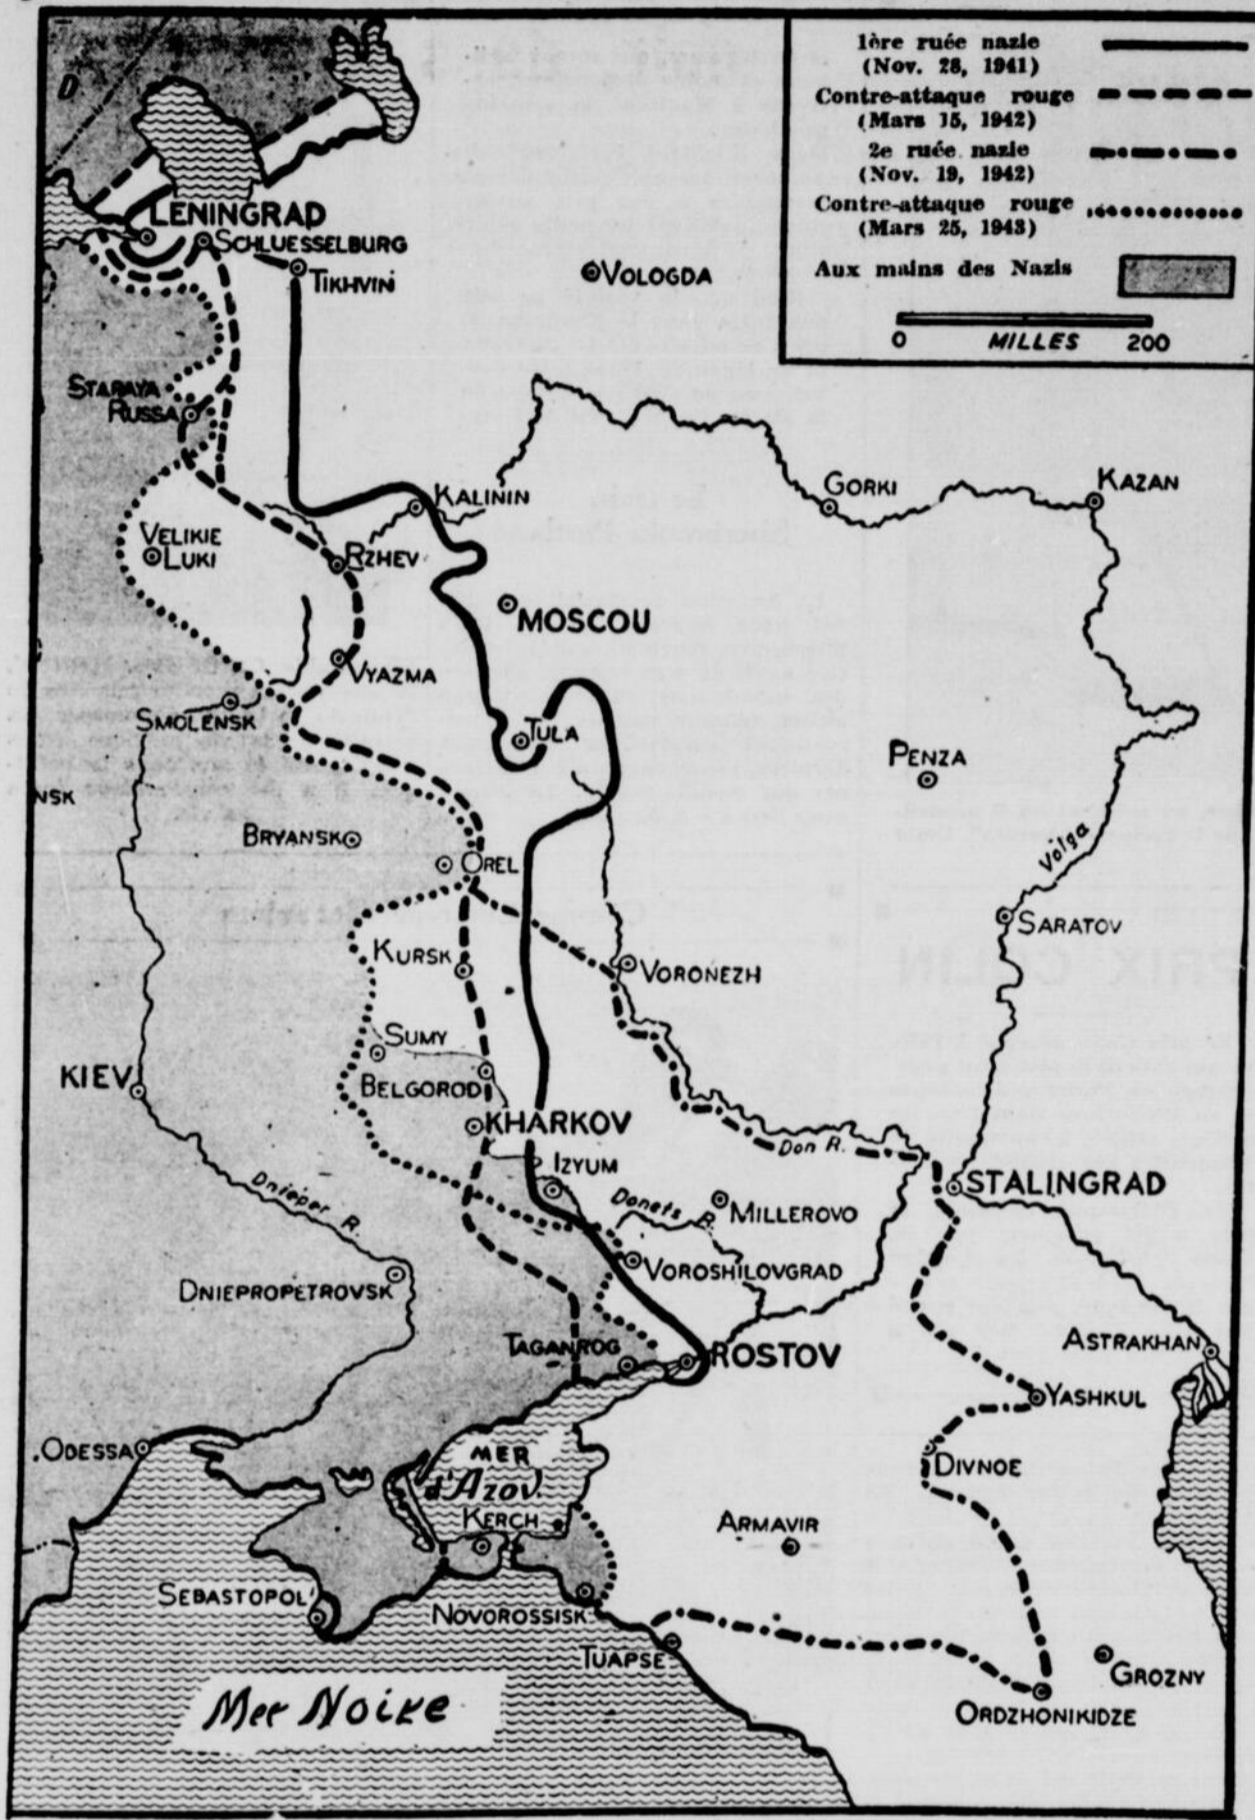 1ère ruée nazie
(Nov. 28, 1941)
Contre-attaque rouge
(Mars 15, 1942)
2e ruée nazie
(Nov. 19, 1942)
Contre-attaque rouge
(Mars 25, 1943)
Aux mains des Nazis
0 MILLES 200
D
LENINGRAD
SCHLUESSELBURG
TIKHVIN
VOLOGDA
STARAYA
RUSSA
KALININ
GORKI
KAZAN
VELIKIE
LUKI
RZHEV
MOSCOU
VYAZMA
SMOLENSK
TULA
PENZA
NSK
BRYANSK
OREL
Volga
SARATOV
KURSK
VORONEZH
SUMY
KIEV
BELGOROD
KHARKOV
Don R.
IZYUM
STALINGRAD
Dnieper R.
Donets R.
MILLEROVO
VOROSHILOVGRAD
DNIEPROPETROVSK
TAGANROG
ROSTOV
ASTRAKHAN
YASHKUL
ODESSA
MER
d'Azov.
DIVNOE
KERCH
ARMAVIR
SEBASTOPOL
NOVOROSSISK
TUAPSE
GROZNY
Mer Noire
ORDZHONIKIDZE